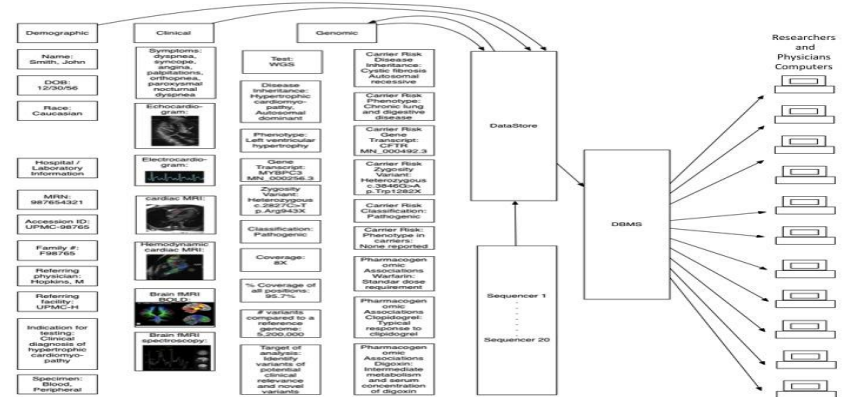 Demographic
Name:
Smith, John
DOB:
12/30/56
Race:
Caucasian
Hospital /
Laboratory
Information
MRN:
987654321
Accession ID:
UPMC-98765
Family #:
F98765
Referring
physician:
Hopkins, M
Referring
facility:
UPMC-H
Indication for
testing:
Clinical
diagnosis of
hypertrophic
cardiomyo-
pathy
Specimen:
Blood,
Peripheral
Clinical
Symptoms:
dyspnea,
syncope,
angina,
palpitations,
orthopnea,
paroxysmal
nocturnal
dyspnea
Echocardio-
gram:
Electrocardio-
gram:
cardiac MRI:
Hemodynamic
cardiac MRI:
Brain fMRI
BOLD:
Brain fMRI
spectroscopy:
Genomic
Test:
WGS
Disease
Inheritance:
Hypertrophic
cardiomyo-
pathy,
Autosomal
dominant
Phenotype:
Left ventricular
hypertrophy
Gene
Transcript:
MYBPC3
MN_000256.3
Zygosity
Variant:
Heterozygous
c.2827C>T
p.Arg943X
Classification:
Pathogenic
Coverage:
8X
% Coverage of
all positions:
95.7%
# variants
compared to a
reference
genome:
5,200,000
Target of
analysis:
Identify
variants of
potential
clinical
relevance
and novel
variants
Carrier Risk
Disease
Inheritance:
Cystic fibrosis
Autosomal
recessive
Carrier Risk
Phenotype:
Chronic lung
and digestive
disease
Carrier Risk
Gene
Transcript:
CFTR
MN_000492.3
Carrier Risk
Zygosity
Variant:
Heterozygous
c.3846G>A
p.Trp1282X
Carrier Risk
Classification:
Pathogenic
Carrier Risk:
Phenotype in
carriers:
None reported
Pharmacogen
omic
Associations
Warfarin:
Standar dose
requirement
Pharmacogen
omic
Associations
Clopidogrel:
Typical
response to
clipidogrel
Pharmacogen
omic
Associations
Digoxin:
Intermediate
metabolism
and serum
concentration
of digoxin
DataStore
Sequencer 1
Sequencer 20
DBMS
Researchers
and
Physicians
Computers